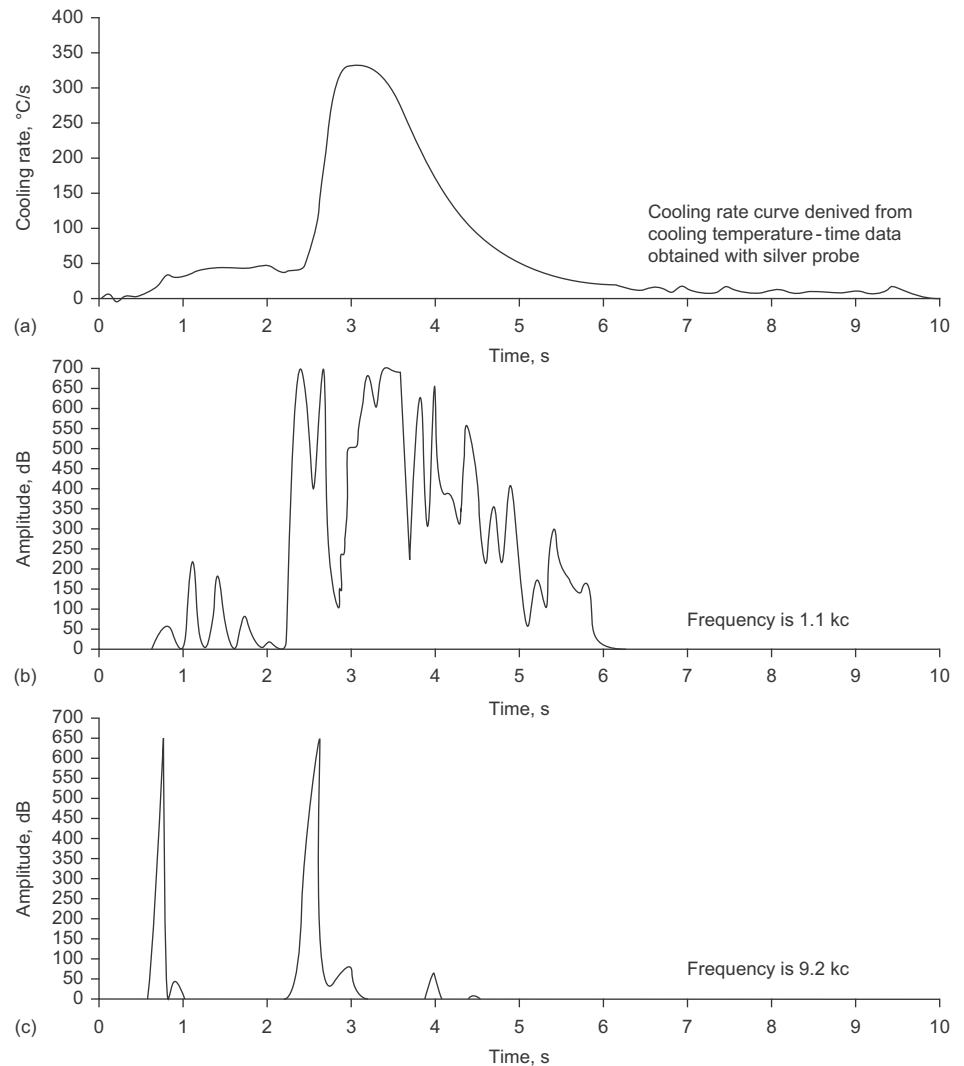 400
350
300
250
200
150
100
50
0
Cooling rate, °C/s
Cooling rate curve denived from
cooling temperature-time data
obtained with silver probe
0 1 2 3 4 5 6 7 8 9 10
(a)
Time, s
700
650
600
550
500
450
400
350
300
250
200
150
100
50
0
Amplitude, dB
Frequency is 1.1 kc
0 1 2 3 4 5 6 7 8 9 10
(b)
Time, s
700
650
600
550
500
450
400
350
300
250
200
150
100
50
0
Amplitude, dB
Frequency is 9.2 kc
0 1 2 3 4 5 6 7 8 9 10
(c)
Time, s